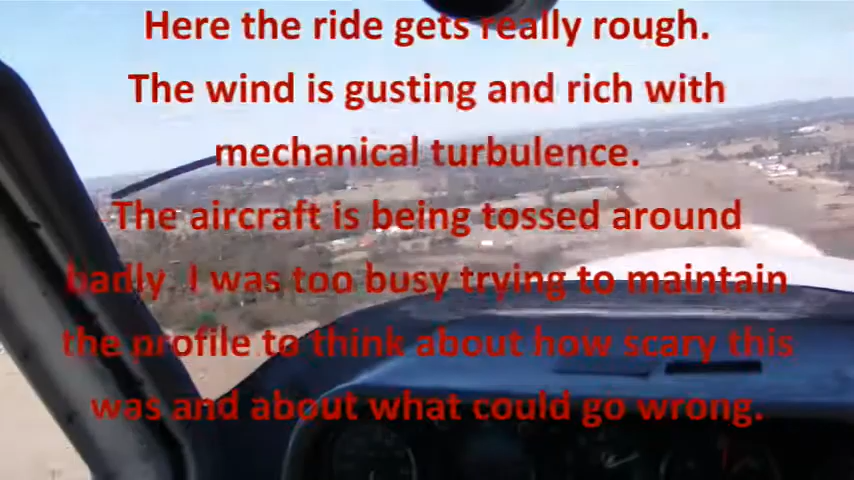 Here the ride gets really rough.
The wind is gusting and rich with
mechanical turbulence.
The aircraft is being tossed around
badly. I was too busy trying to maintain
the profile to think about how scary this
was and about what could go wrong.